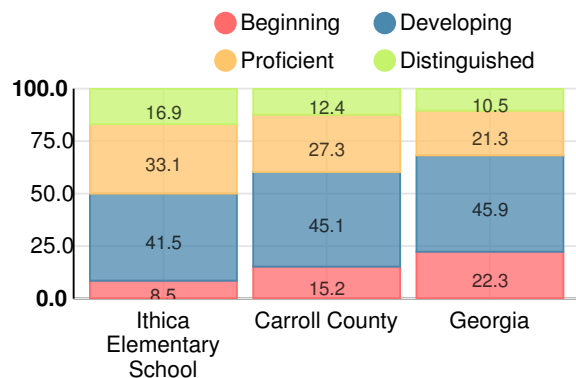 Beginning Developing
Proficient Distinguished
100.0
75.0
50.0
25.0
0.0
16.9 12.4 10.5
33.1 27.3 21.3
41.5 45.1 45.9
8.5 15.2 22.3
Ithica Elementary School
Carroll County
Georgia